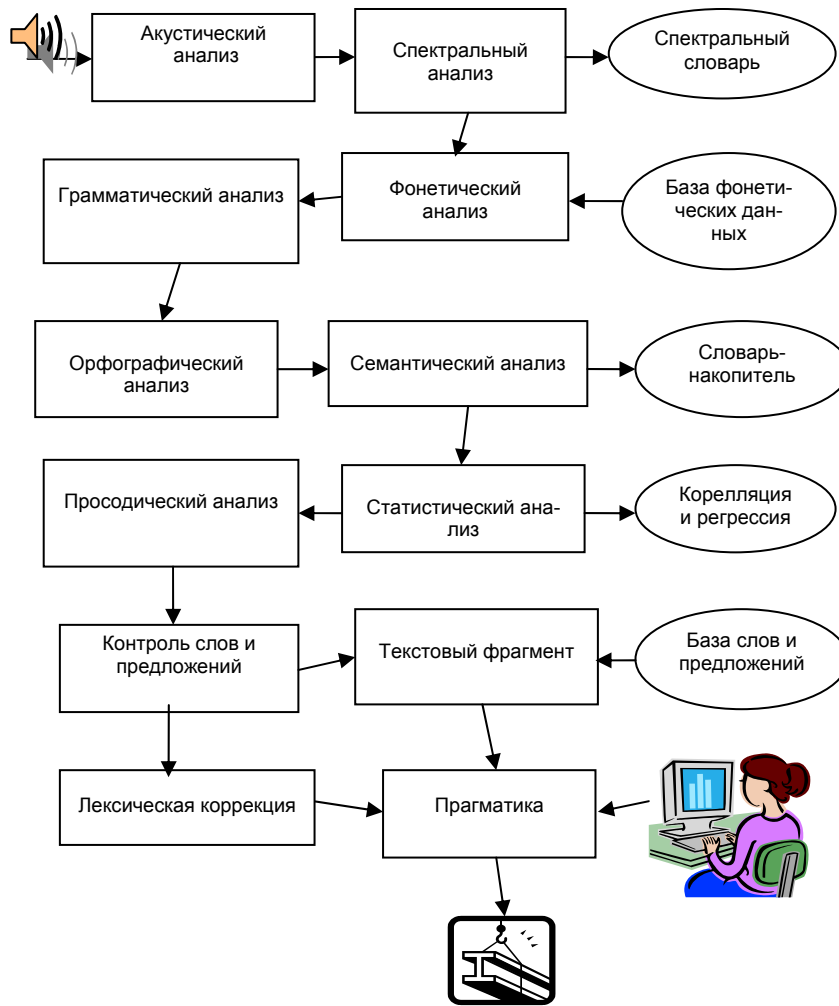 Акустический
анализ
Спектральный
анализ
Спектральный
словарь
Грамматический анализ
Фонетический
анализ
База фонети-
ческих дан-
ных
Орфографический
анализ
Семантический анализ
Словарь-
накопитель
Просодический анализ
Статистический ана-
лиз
Корелляция
и регрессия
Контроль слов и
предложений
Текстовый фрагмент
База слов и
предложений
Лексическая коррекция
Прагматика